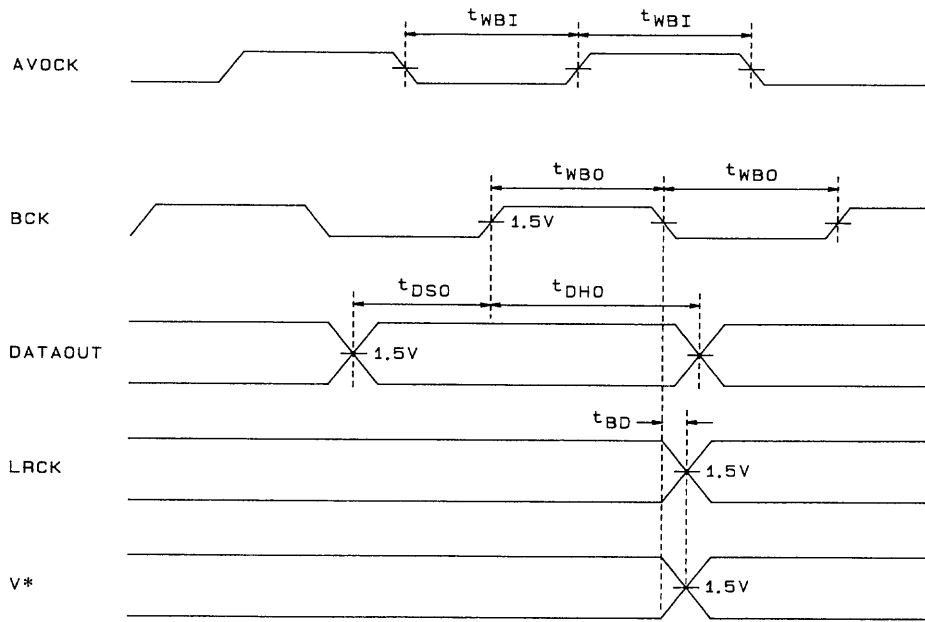 tWBI tWBI
AVOCK
tWBO tWBO
BCK
1.5V
tDSO tDHO
DATAOUT
1.5V
tBD
LRCK
1.5V
V*
1.5V